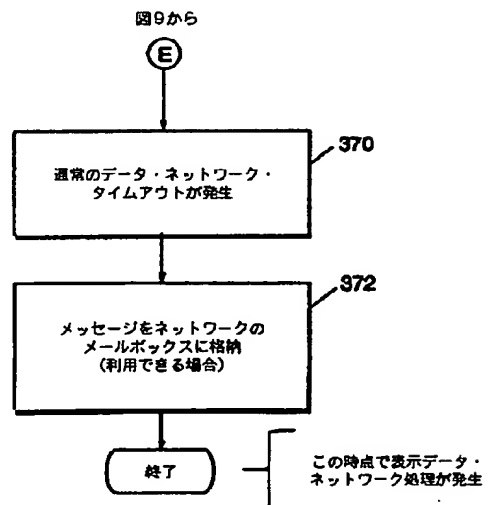 図9から
E
通常のデータ・ネットワーク・
タイムアウトが発生
370
メッセージをネットワークの
メールボックスに格納
(利用できる場合)
372
終了
この時点で表示データ・
ネットワーク処理が発生